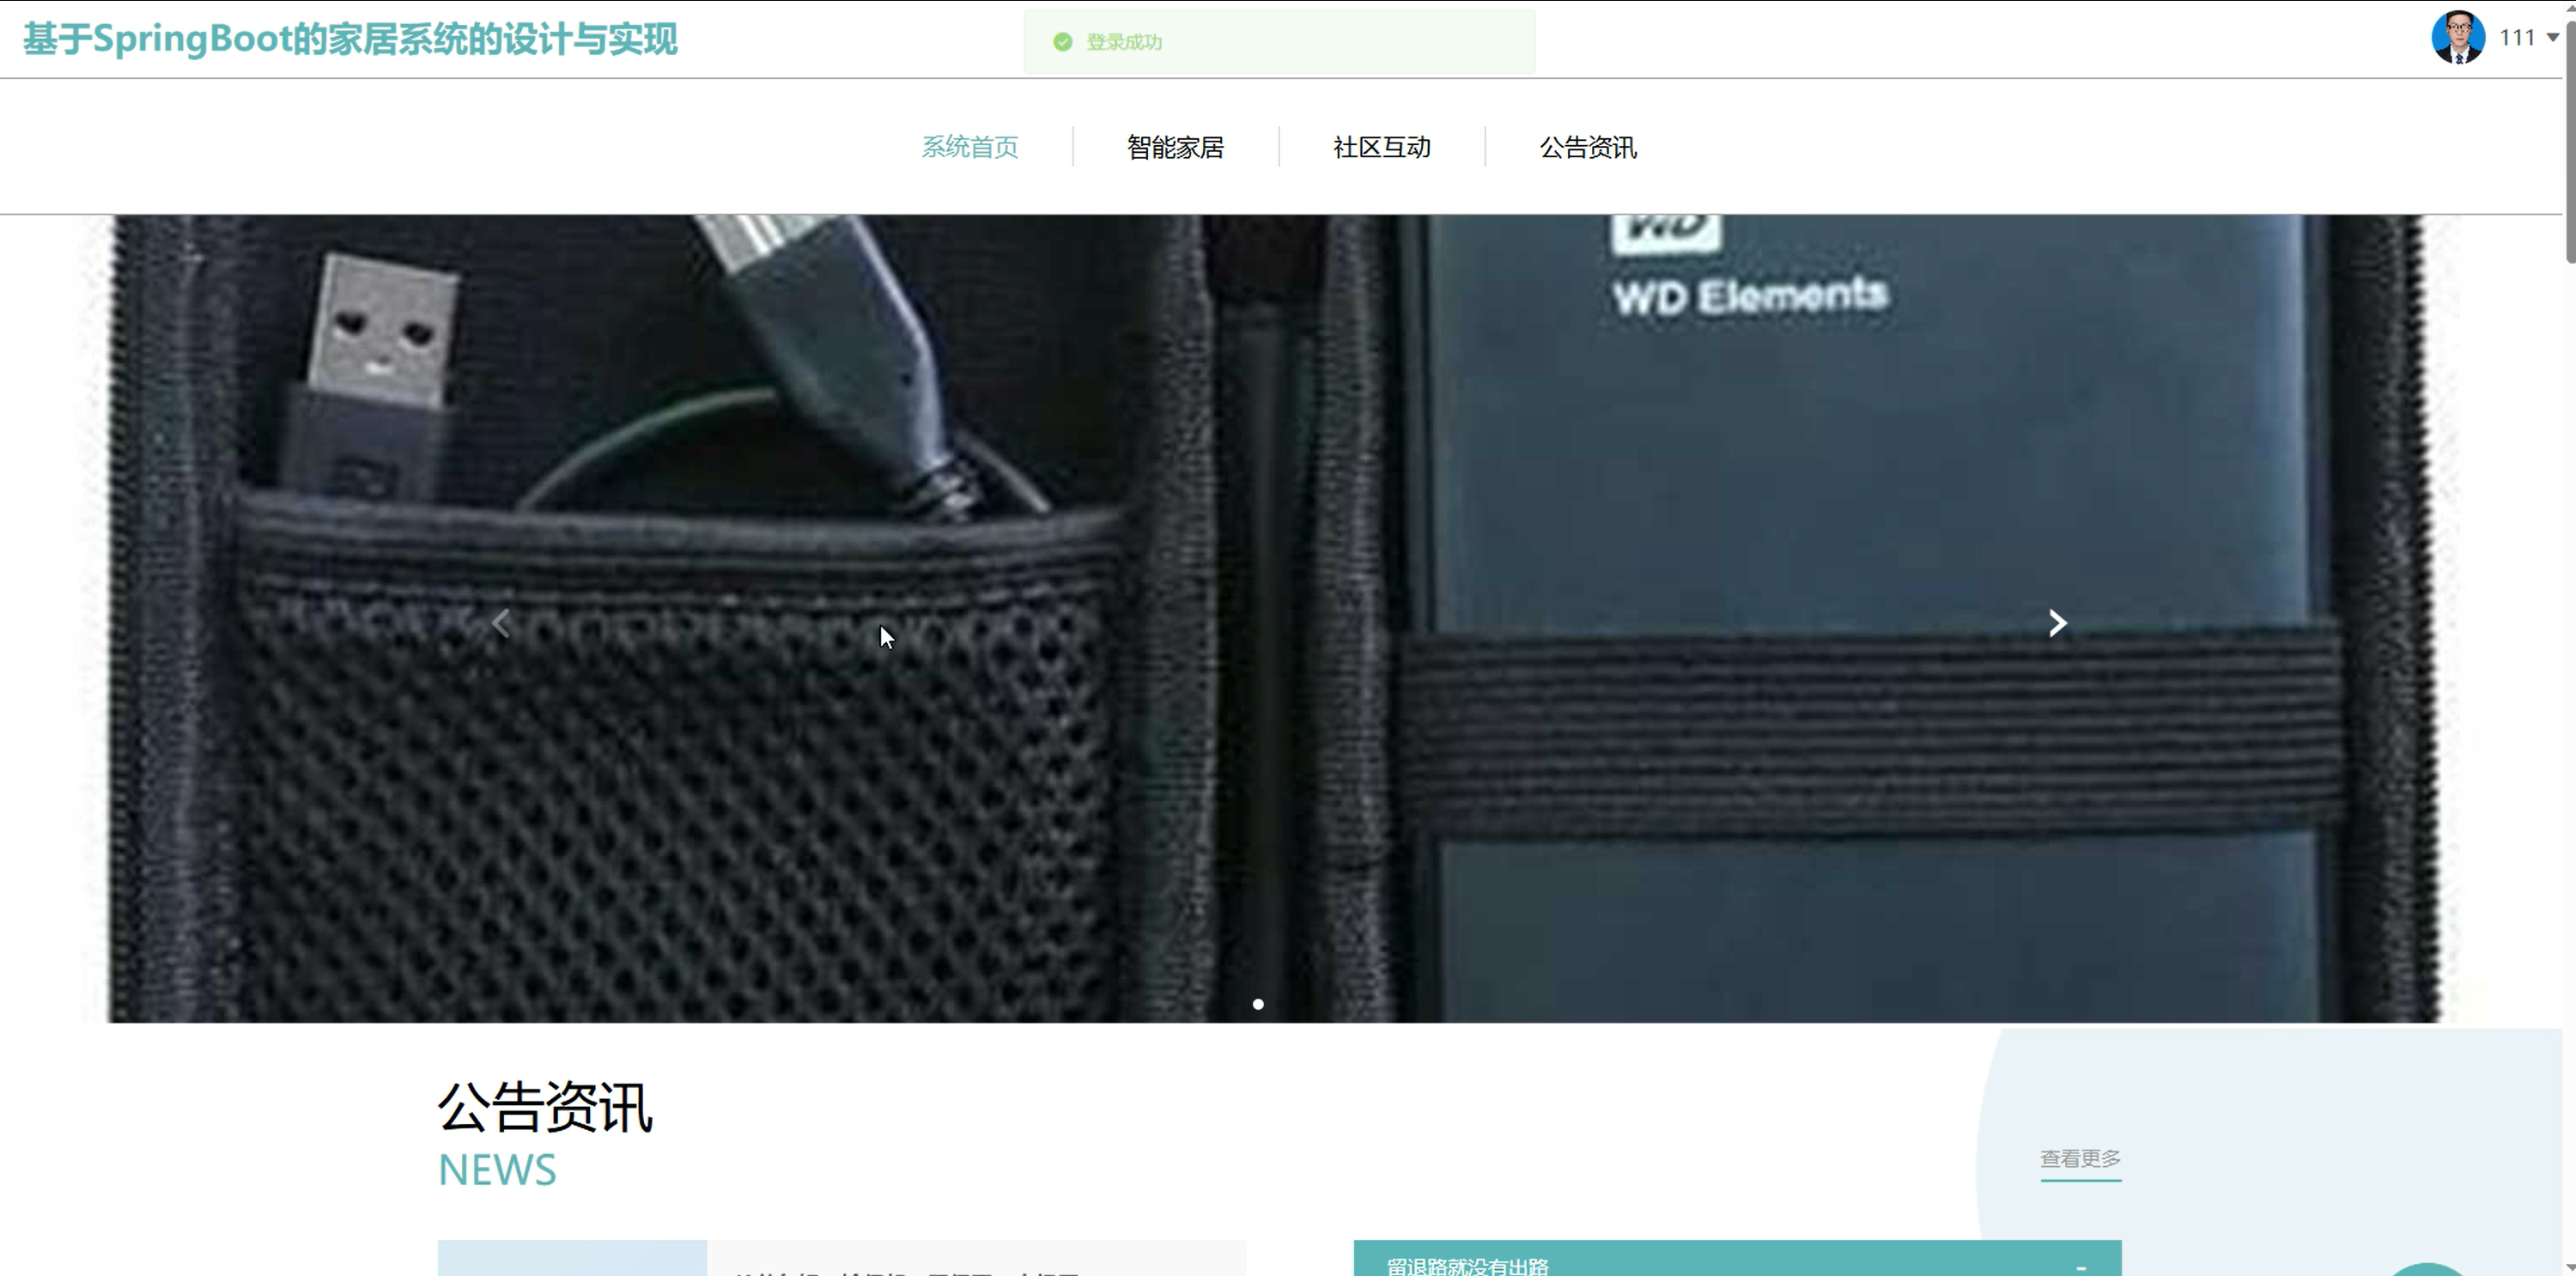 基于SpringBoot的家居系统的设计与实现
登录成功
111
系统首页
智能家居
社区互动
公告资讯
WD
WD Elements
公告资讯
NEWS
查看更多
留退路就没有出路